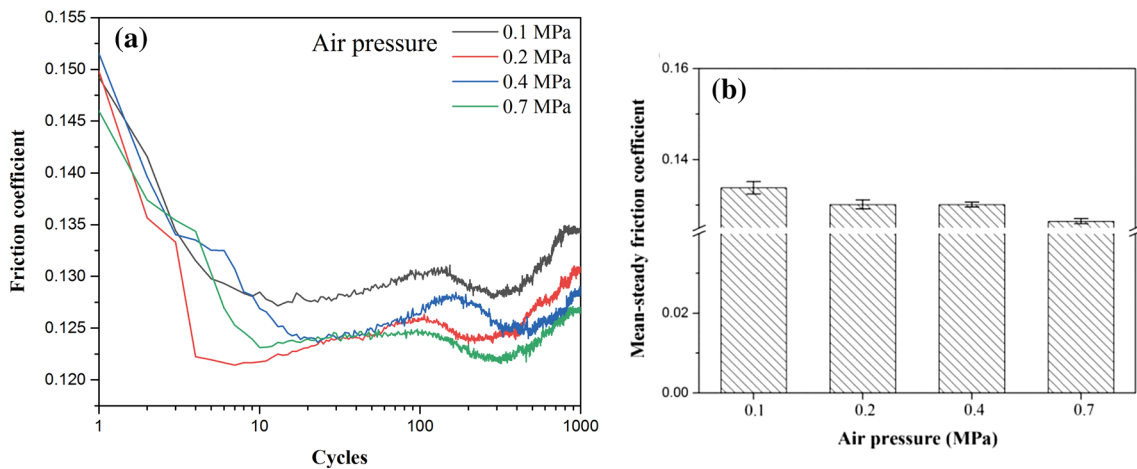 (a)
Air pressure
0.1 MPa
0.2 MPa
0.4 MPa
0.7 MPa
0.155
0.150
0.145
0.140
0.135
0.130
0.125
0.120
Friction coefficient
1
10
100
1000
Cycles
(b)
0.16
0.14
0.02
0.00
Mean-steady friction coefficient
0.1
0.2
0.4
0.7
Air pressure (MPa)